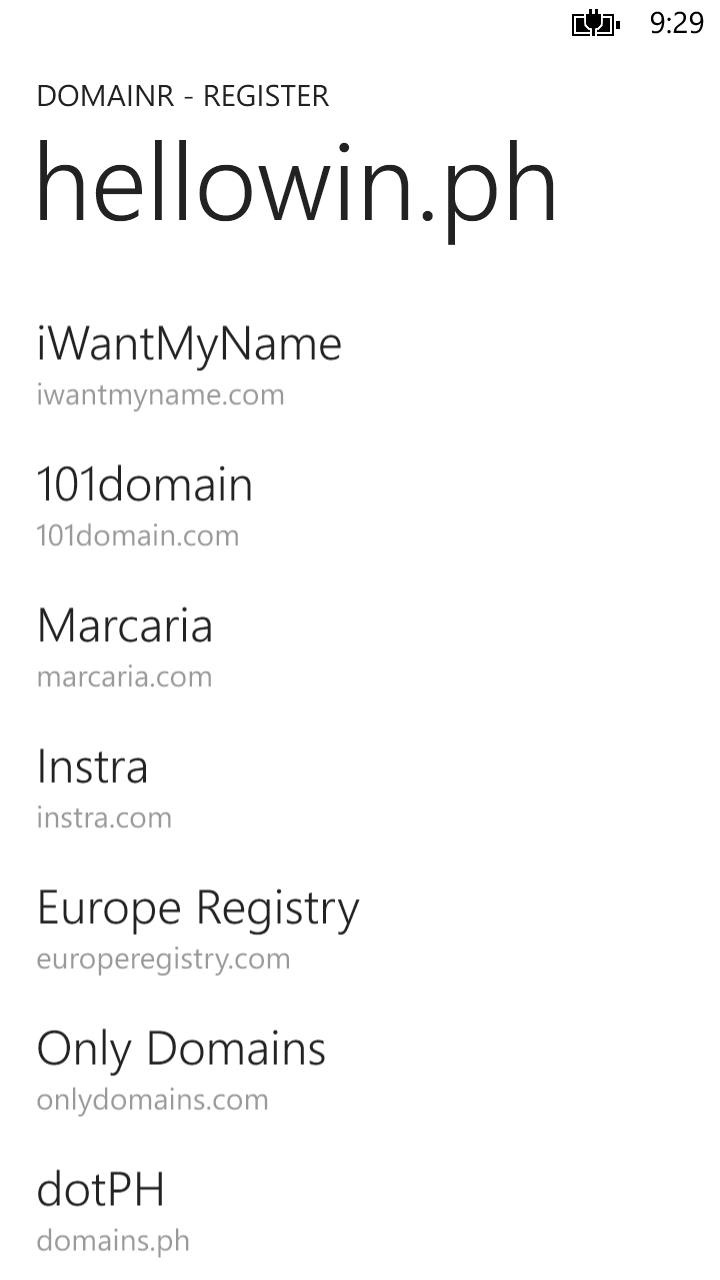 9:29
DOMAINR - REGISTER
hellowin.ph
iWantMyName
iwantmyname.com
101domain
101domain.com
Marcaria
marcaria.com
Instra
instra.com
Europe Registry
europeregistry.com
Only Domains
onlydomains.com
dotPH
domains.ph